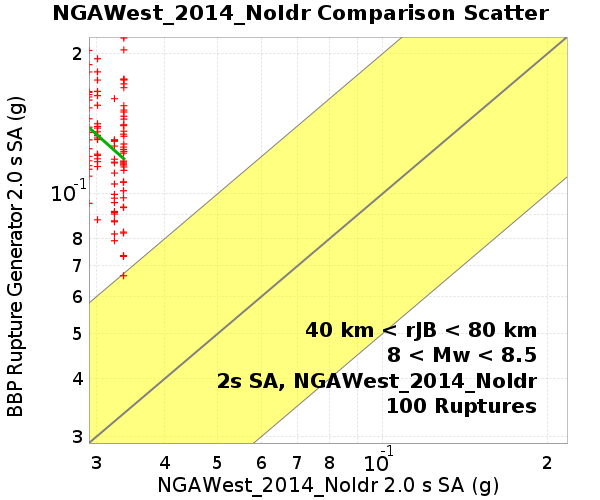 NGAWest_2014_NoIdr Comparison Scatter
BBP Rupture Generator 2.0 s SA (g)
2
10-1
8
7
6
5
4
3
40 km < rJB < 80 km
8 < Mw < 8.5
2s SA, NGAWest_2014_NoIdr
100 Ruptures
3 4 5 6 7 8 10-1 2
NGAWest_2014_NoIdr 2.0 s SA (g)